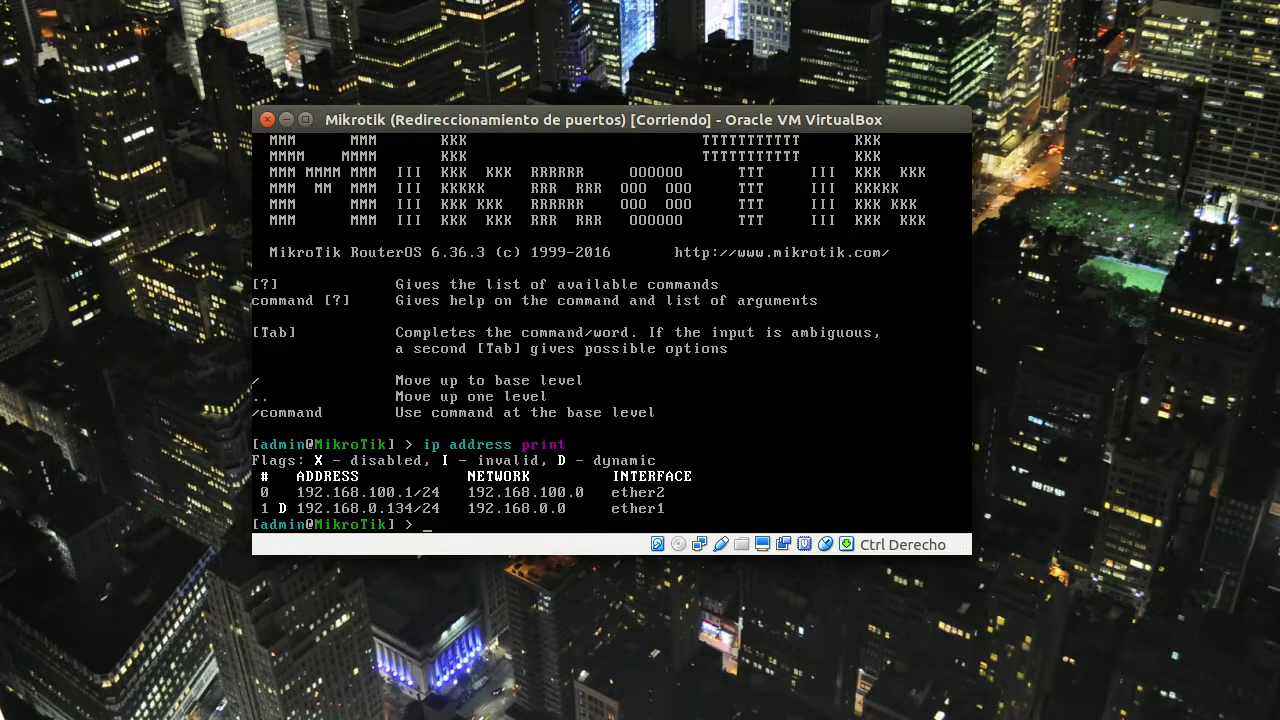 Mikrotik (Redireccionamiento de puertos) [Corriendo] - Oracle VM VirtualBox
MMM MMM KKK TTTTTTTTTTT KKK
MMMM MMMM KKK TTTTTTTTTTT KKK
MMM MMMM MMM III KKK KKK RRRRRR OOOOOO TTT III KKK KKK
MMM MM MMM III KKKKK RRR RRR OOO OOO TTT III KKKKK
MMM MMM III KKK KKK RRRRRR OOO OOO TTT III KKK KKK
MMM MMM III KKK KKK RRR RRR OOOOOO TTT III KKK KKK
MikroTik RouterOS 6.36.3 (c) 1999-2016 http://www.mikrotik.com/
[?] Gives the list of available commands
command [?] Gives help on the command and list of arguments
[Tab] Completes the command/word. If the input is ambiguous,
a second [Tab] gives possible options
/ Move up to base level
.. Move up one level
/command Use command at the base level
[admin@MikroTik] > ip address print
Flags: X - disabled, I - invalid, D - dynamic
# ADDRESS NETWORK INTERFACE
0 192.168.100.1/24 192.168.100.0 ether2
1 D 192.168.0.134/24 192.168.0.0 ether1
[admin@MikroTik] > _
Ctrl Derecho